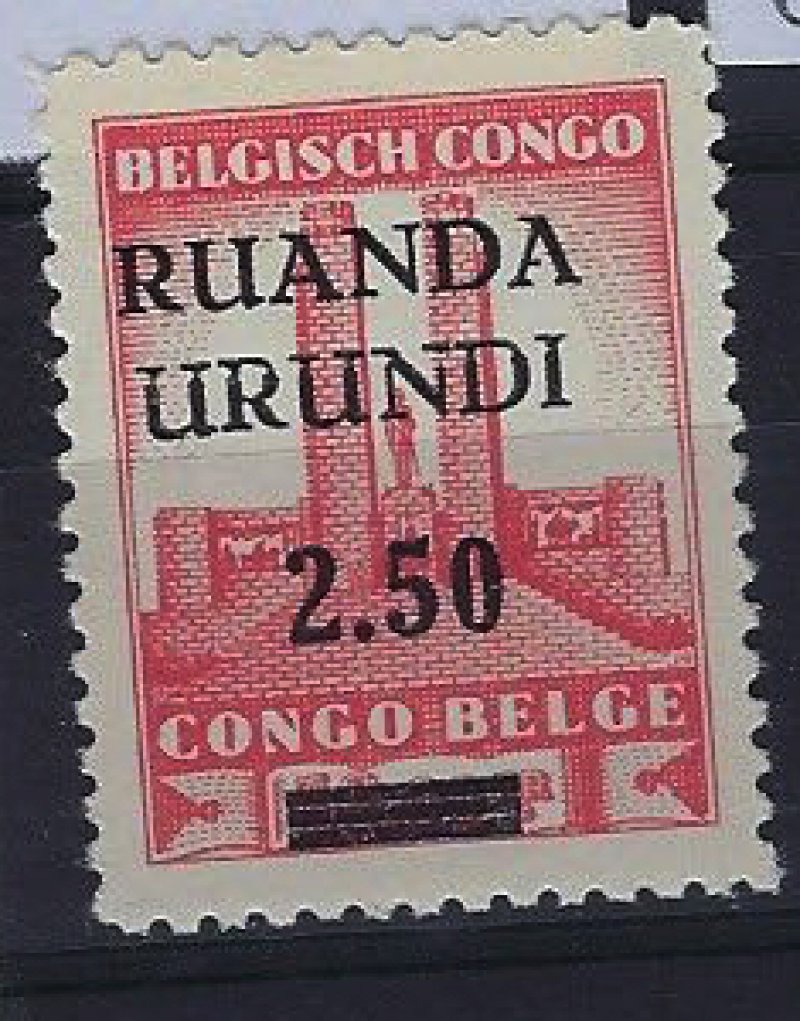 BELGISCH CONGO
RUANDA
URUNDI
2.50
CONGO BELGE